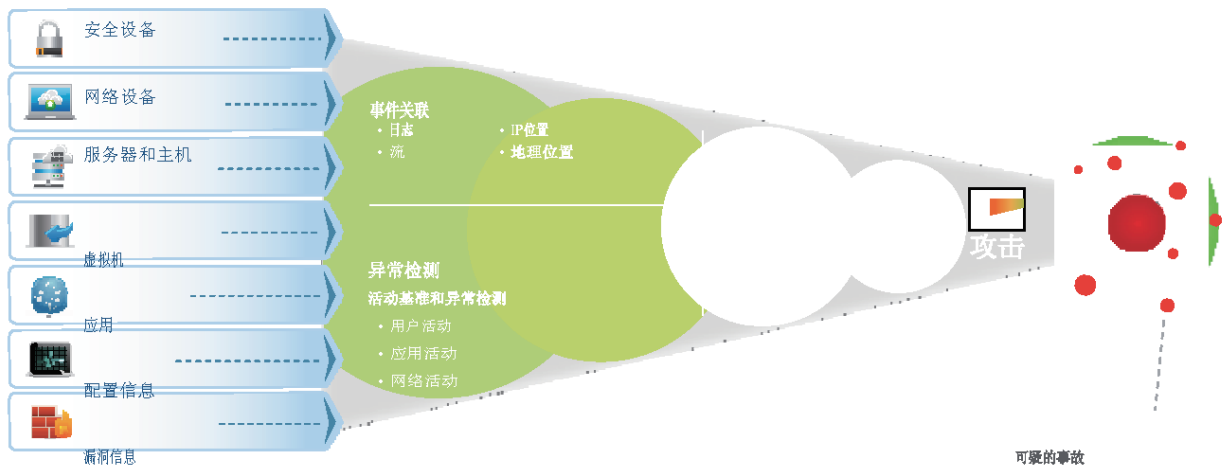 安全设备
网络设备
服务器和主机
虚拟机
应用
配置信息
漏洞信息
事件关联
• 日志
• 流
• IP位置
• 地理位置
异常检测
活动基准和异常检测
• 用户活动
• 应用活动
• 网络活动
攻击
可疑的事故